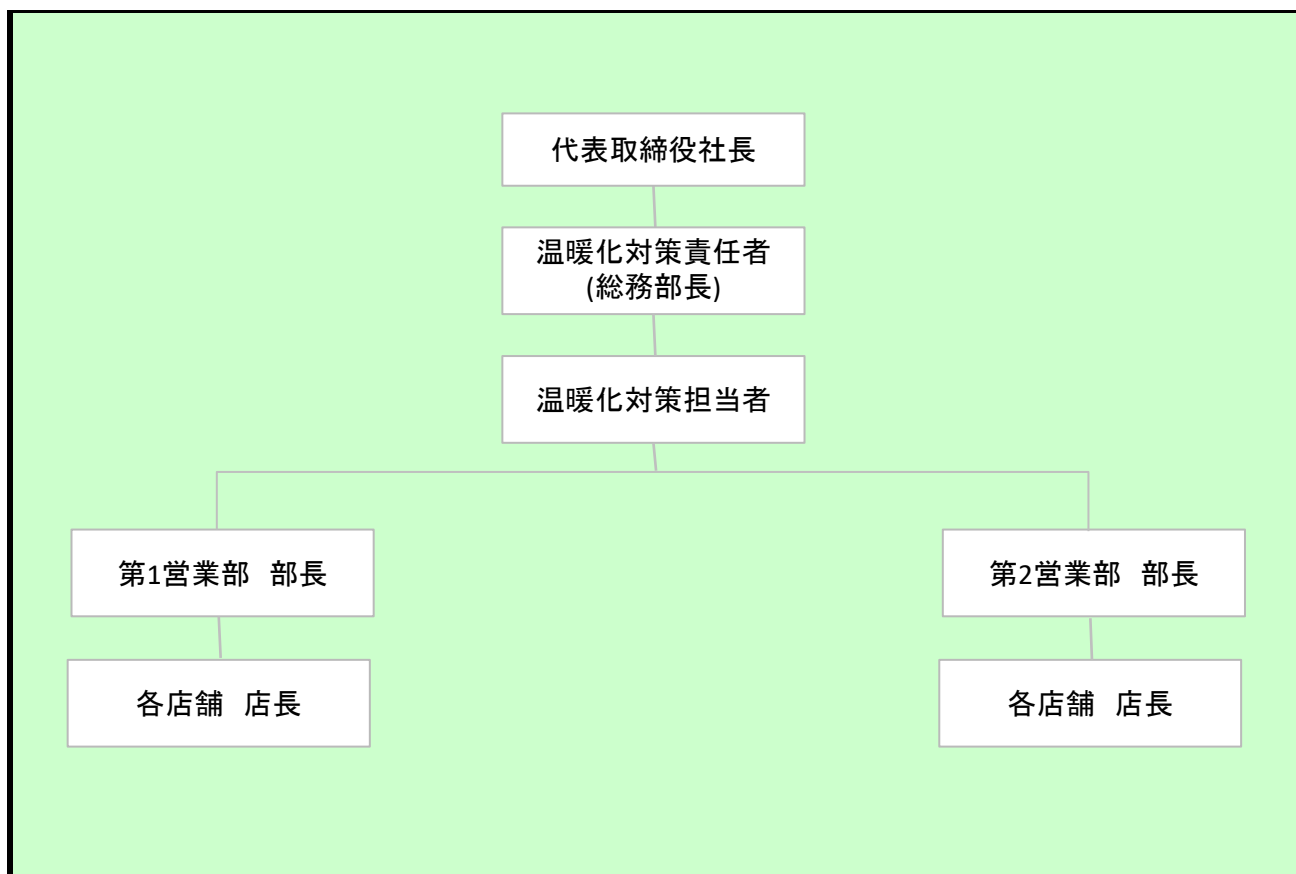 代表取締役社長
温暖化対策責任者
(総務部長)
温暖化対策担当者
第1営業部　部長
第2営業部　部長
各店舗　店長
各店舗　店長